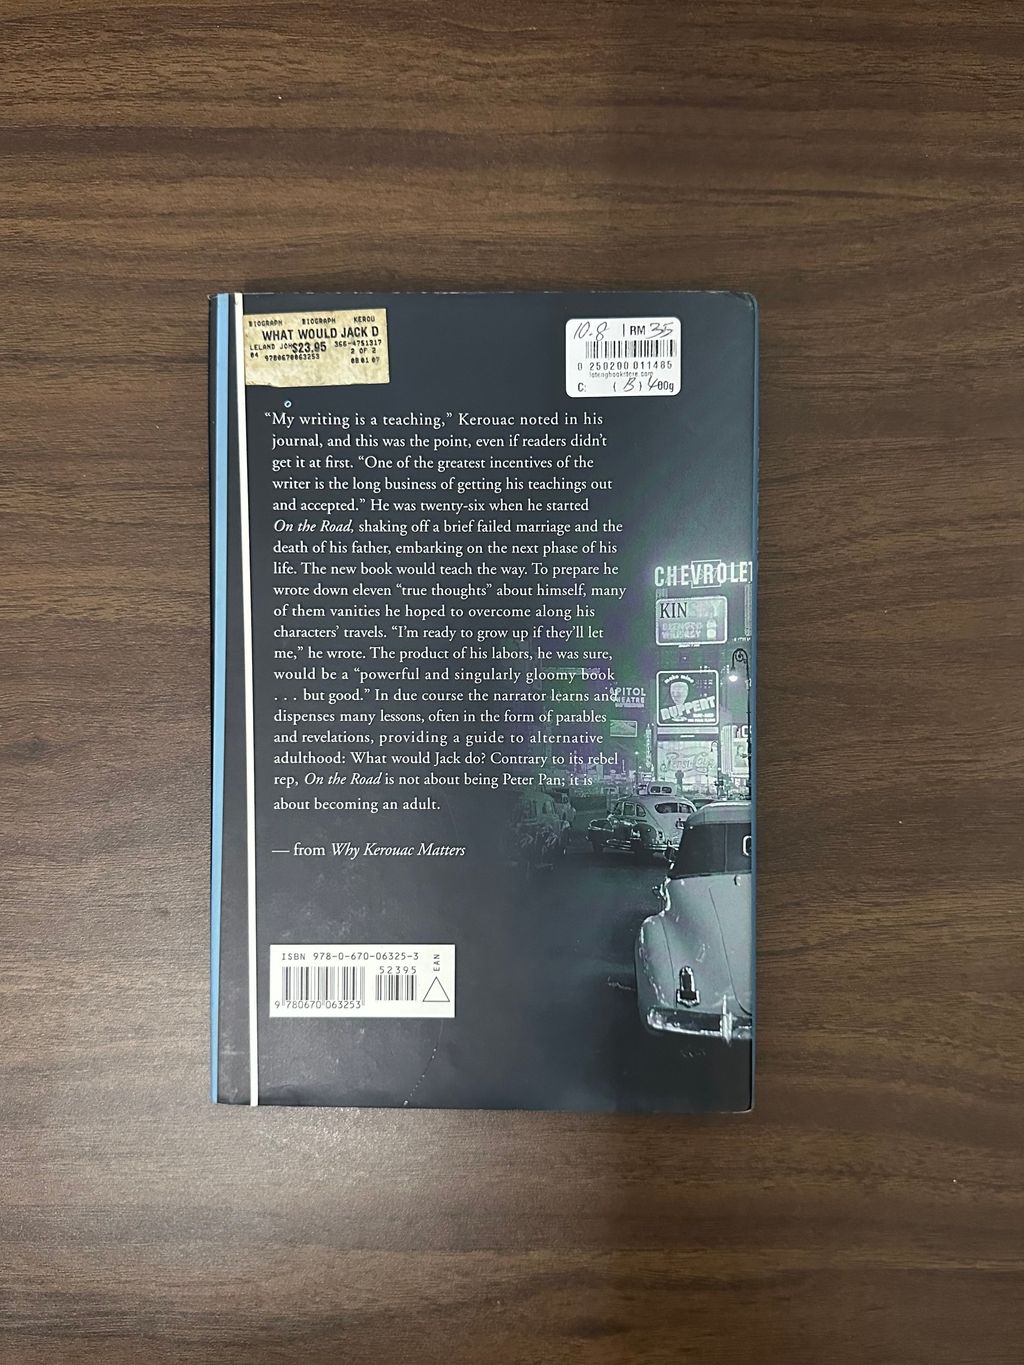 BIOGRAPH BIOGRAPH KEROU
WHAT WOULD JACK D
LELAND JOH $23.95 366-4751317
04 9780670063253 2 OF 2
08 01 07
10.8 RM 35
0 250200 011485
C: (B) 400g
“My writing is a teaching,” Kerouac noted in his
journal, and this was the point, even if readers didn’t
get it at first. “One of the greatest incentives of the
writer is the long business of getting his teachings out
and accepted.” He was twenty-six when he started
On the Road, shaking off a brief failed marriage and the
death of his father, embarking on the next phase of his
life. The new book would teach the way. To prepare he
wrote down eleven “true thoughts” about himself, many
of them vanities he hoped to overcome along his
characters’ travels. “I’m ready to grow up if they’ll let
me,” he wrote. The product of his labors, he was sure,
would be a “powerful and singularly gloomy book
. . . but good.” In due course the narrator learns and
dispenses many lessons, often in the form of parables
and revelations, providing a guide to alternative
adulthood: What would Jack do? Contrary to its rebel
rep, On the Road is not about being Peter Pan; it is
about becoming an adult.
— from Why Kerouac Matters
CHEVROLET
KIN
WHISKEY
APITOL
THEATRE
RUPPERT
PEPSI-COLA
ISBN 978-0-670-06325-3
52395
EAN
9 780670 063253